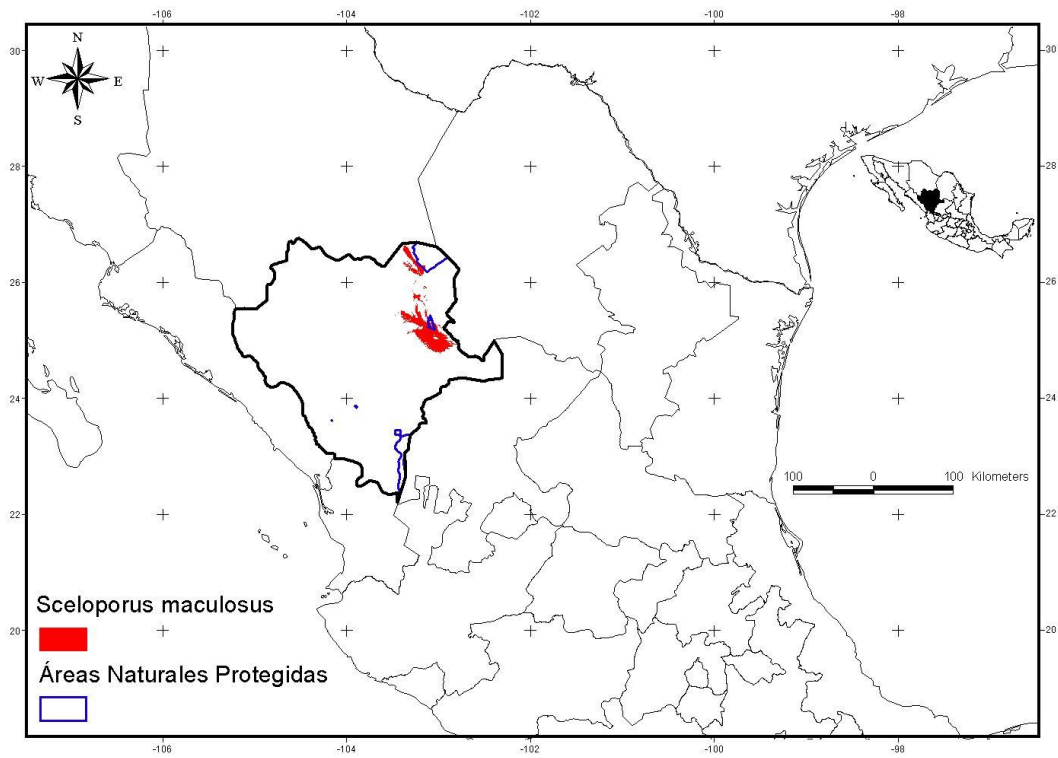 -106 -104 -102 -100 -98
30 30
N
W E
S
28 28
26 26
24 24
100 0 100 Kilometers
22 22
Sceloporus maculosus
20 20
Áreas Naturales Protegidas
-106 -104 -102 -100 -98